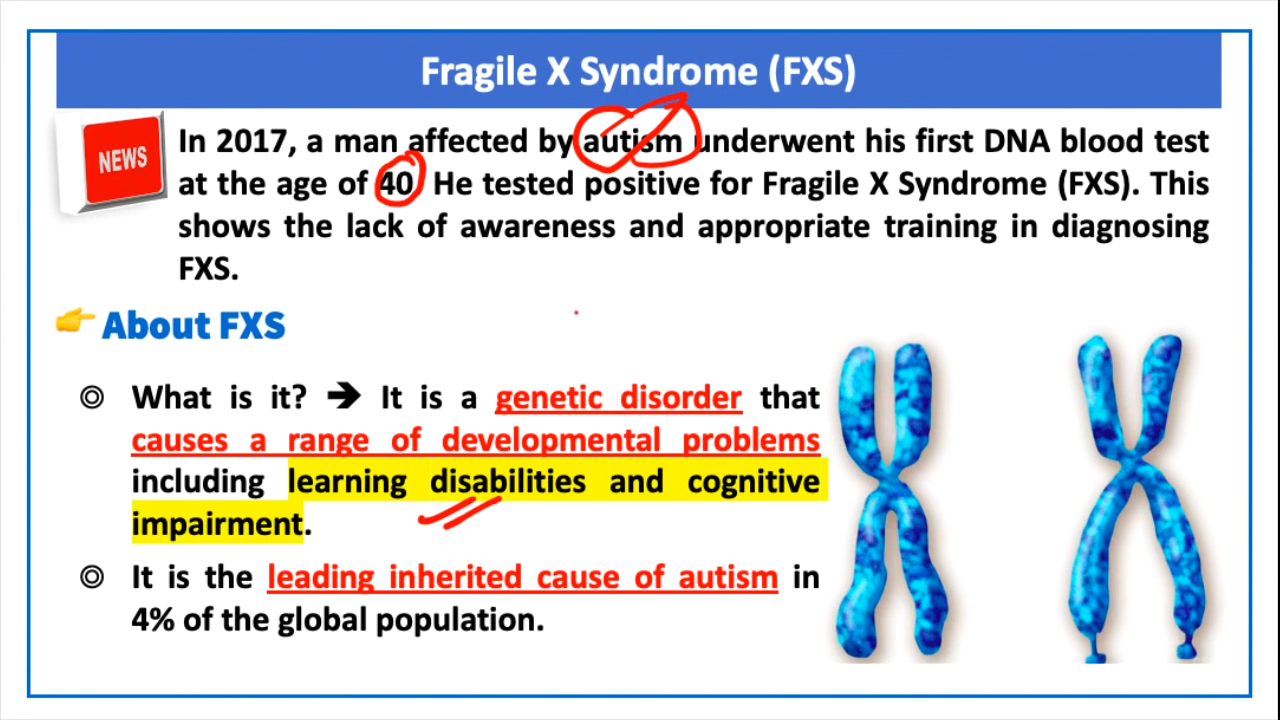 Fragile X Syndrome (FXS)
NEWS
In 2017, a man affected by autism underwent his first DNA blood test
at the age of 40. He tested positive for Fragile X Syndrome (FXS). This
shows the lack of awareness and appropriate training in diagnosing
FXS.
About FXS
◎ What is it? ➔ It is a genetic disorder that
causes a range of developmental problems
including learning disabilities and cognitive
impairment.
◎ It is the leading inherited cause of autism in
4% of the global population.